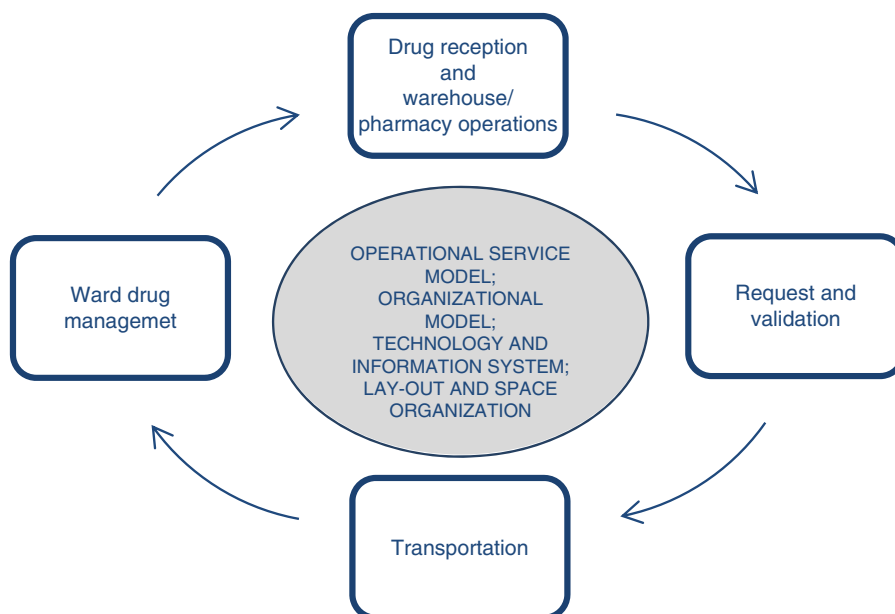 Drug reception
and
warehouse/
pharmacy operations
OPERATIONAL SERVICE
MODEL;
ORGANIZATIONAL
MODEL;
TECHNOLOGY AND
INFORMATION SYSTEM;
LAY-OUT AND SPACE
ORGANIZATION
Ward drug
managemet
Request and
validation
Transportation